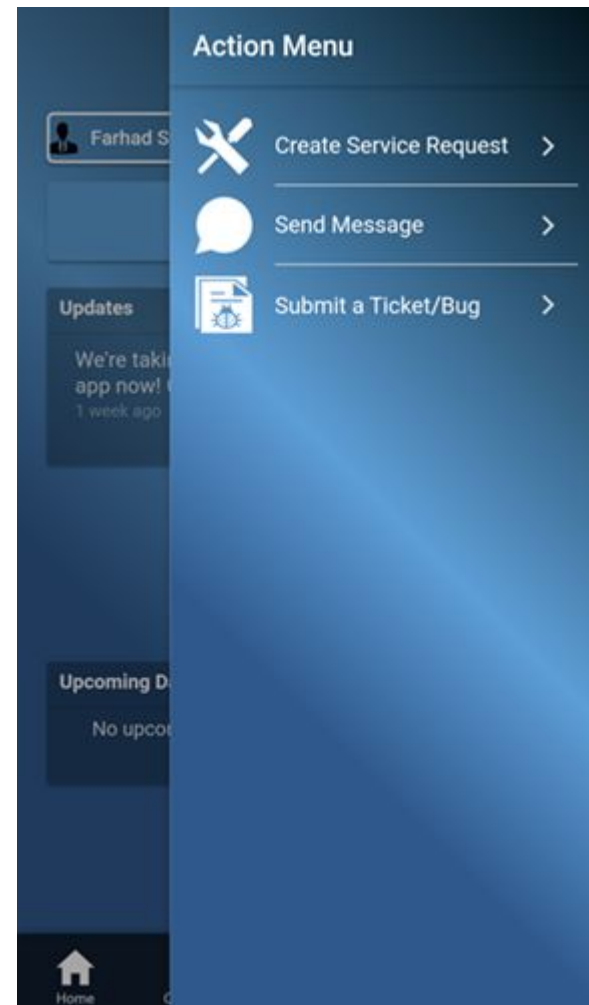 Action Menu
Farhad S
Create Service Request
Send Message
Updates
Submit a Ticket/Bug
We're taki
app now!
1 week ago
Upcoming D
No upco
Home